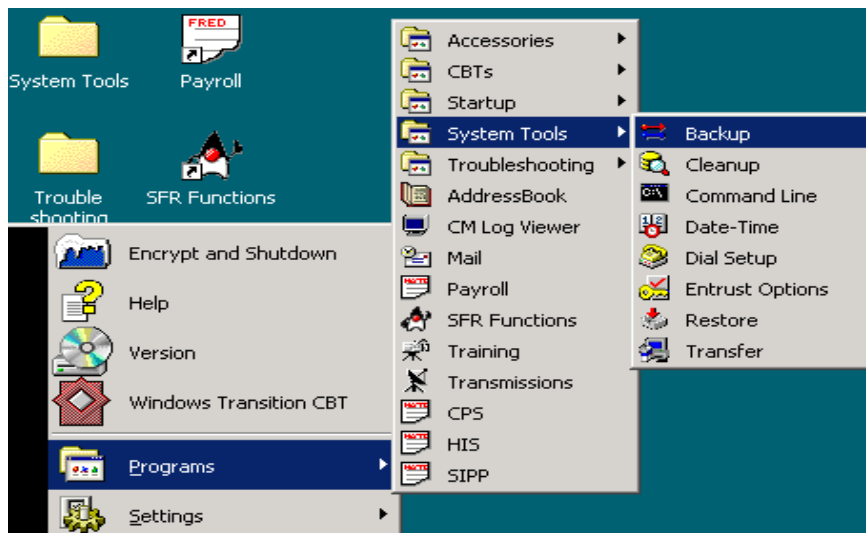 FRED
System Tools
Payroll
Trouble
shooting
SFR Functions
Encrypt and Shutdown
Help
Version
Windows Transition CBT
Programs
Settings
Accessories
CBTs
Startup
System Tools
Troubleshooting
AddressBook
CM Log Viewer
Mail
Payroll
SFR Functions
Training
Transmissions
CPS
HIS
SIPP
Backup
Cleanup
Command Line
Date-Time
Dial Setup
Entrust Options
Restore
Transfer